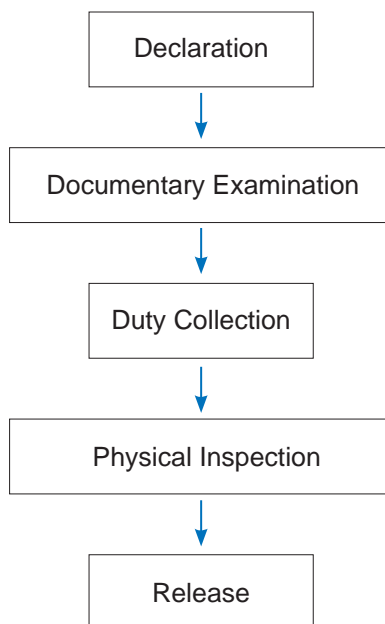 Declaration
Documentary Examination
Duty Collection
Physical Inspection
Release